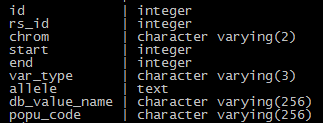 id | integer
rs_id | integer
chrom | character varying(2)
start | integer
end | integer
var_type | character varying(3)
allele | text
db_value_name | character varying(256)
popu_code | character varying(256)